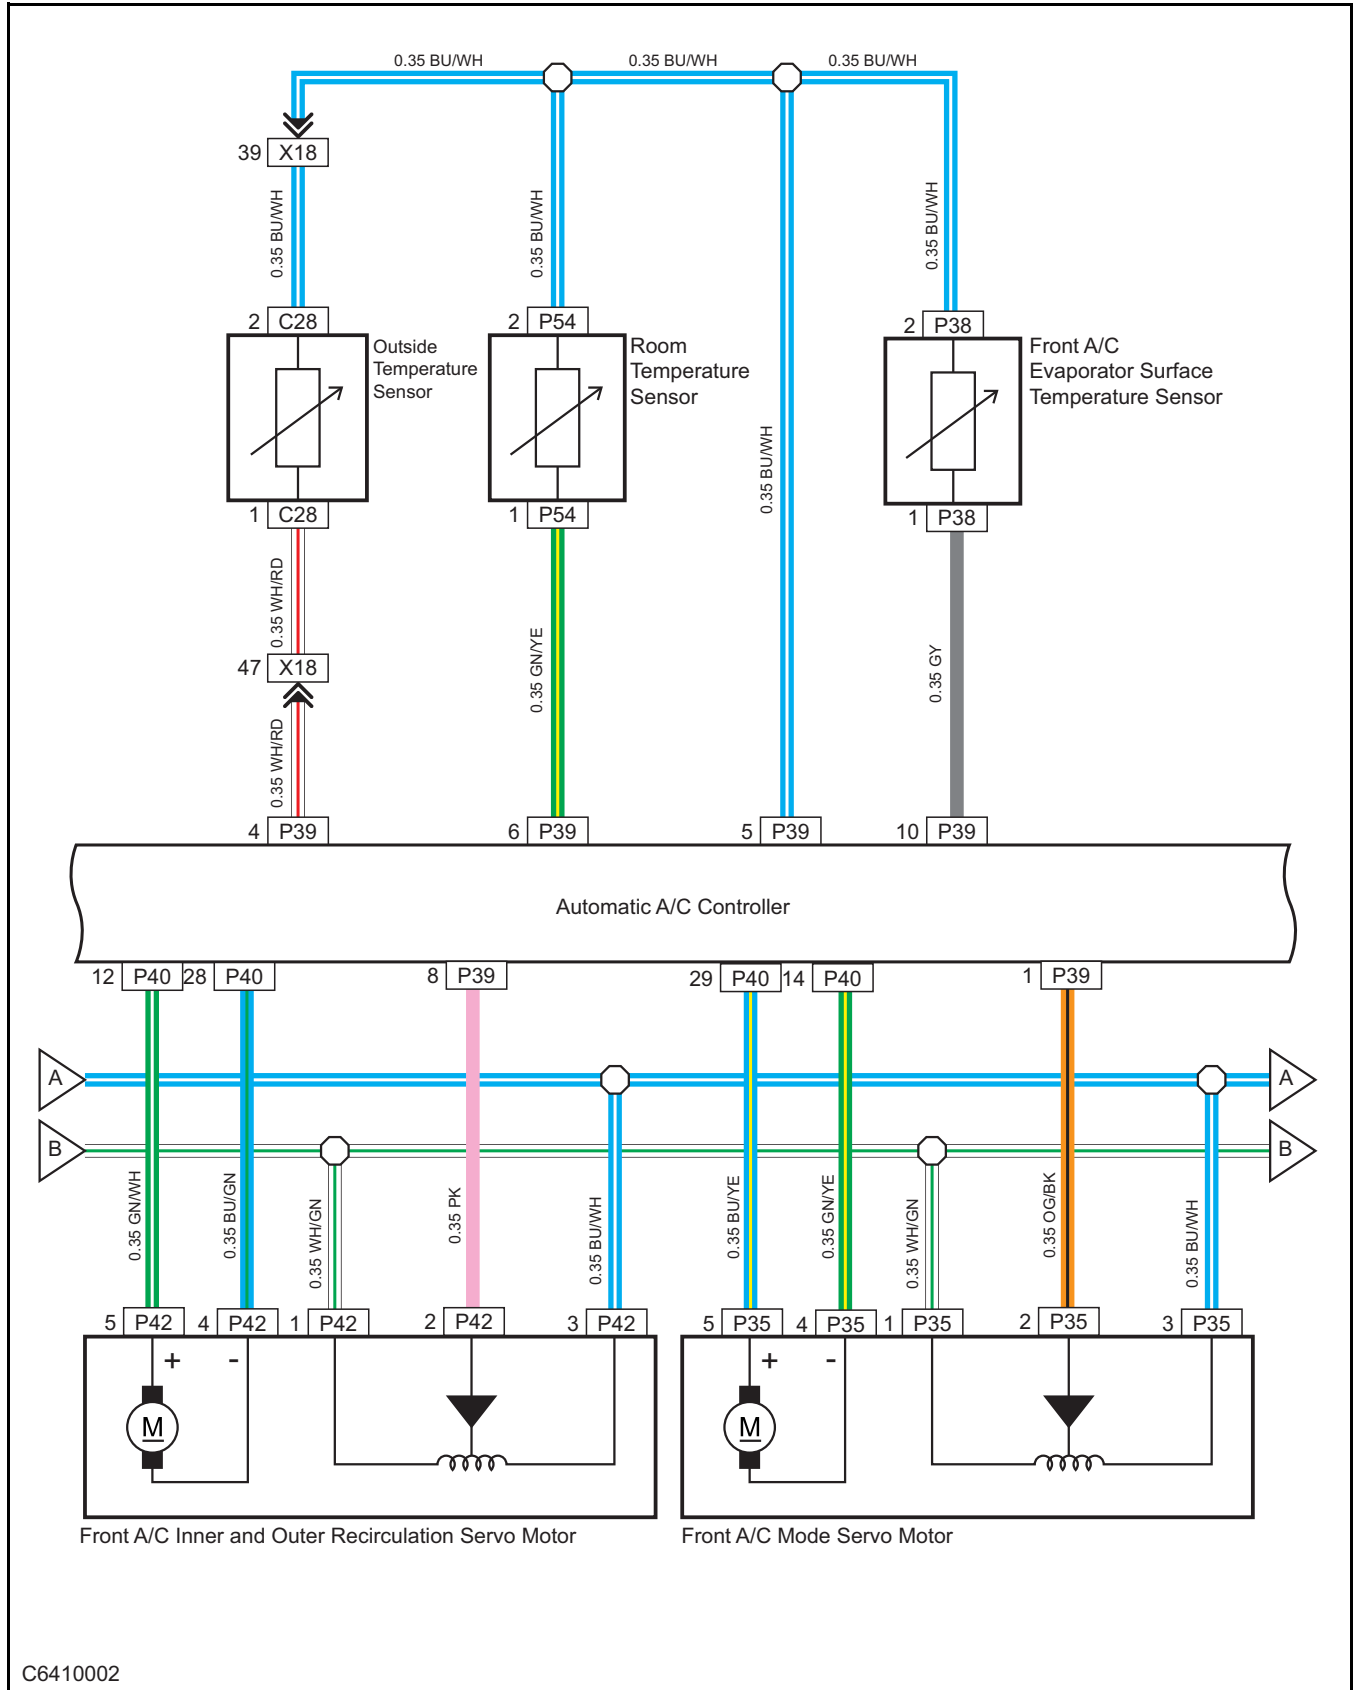 0.35 BU/WH 0.35 BU/WH 0.35 BU/WH
39 X18
0.35 BU/WH 0.35 BU/WH 0.35 BU/WH
2 C28 2 P54 2 P38
Outside
Temperature
Sensor
Room
Temperature
Sensor
Front A/C
Evaporator Surface
Temperature Sensor
0.35 BU/WH
1 C28 1 P54 1 P38
0.35 WH/RD
47 X18
0.35 GN/YE
0.35 GY
0.35 WH/RD
4 P39 6 P39 5 P39 10 P39
Automatic A/C Controller
12 P40 28 P40 8 P39 29 P40 14 P40 1 P39
A A
B B
0.35 GN/WH 0.35 BU/GN 0.35 WH/GN 0.35 PK 0.35 BU/WH 0.35 BU/YE 0.35 GN/YE 0.35 WH/GN 0.35 OG/BK 0.35 BU/WH
5 P42 4 P42 1 P42 2 P42 3 P42 5 P35 4 P35 1 P35 2 P35 3 P35
+ - + -
M M
Front A/C Inner and Outer Recirculation Servo Motor
Front A/C Mode Servo Motor
C6410002